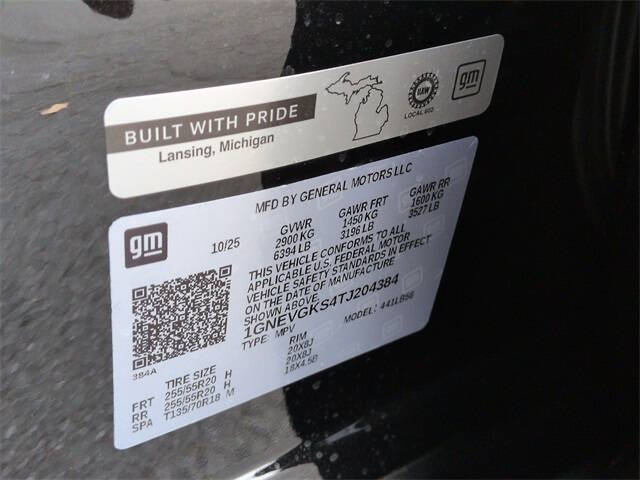 BUILT WITH PRIDE
Lansing, Michigan
UAW
LOCAL 602
gm
gm
MFD BY GENERAL MOTORS LLC
10/25
GVWR GAWR FRT GAWR RR
2900 KG 1450 KG 1600 KG
6394 LB 3196 LB 3527 LB
THIS VEHICLE CONFORMS TO ALL
APPLICABLE U.S. FEDERAL MOTOR
VEHICLE SAFETY STANDARDS IN EFFECT
ON THE DATE OF MANUFACTURE
SHOWN ABOVE.
1GNEVGKS4TJ204384
TYPE: MPV MODEL: 441LB56
384A
TIRE SIZE RIM
FRT 255/55R20 H 20X8J
RR 255/55R20 H 20X8J
SPA T135/70R18 M 18X4.5B